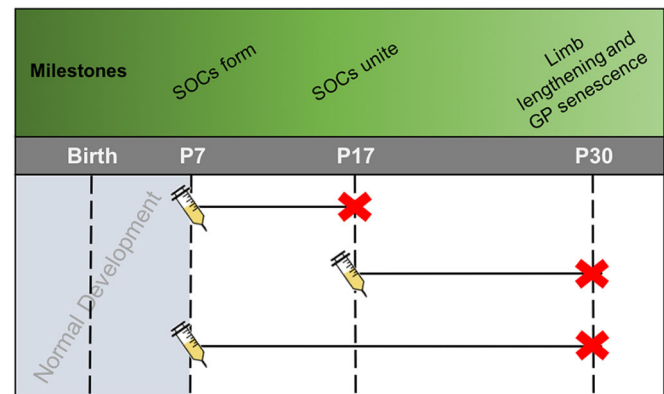 Milestones
SOCs form
SOCs unite
Limb
lengthening and
GP senescence
Birth P7 P17 P30
Normal Development